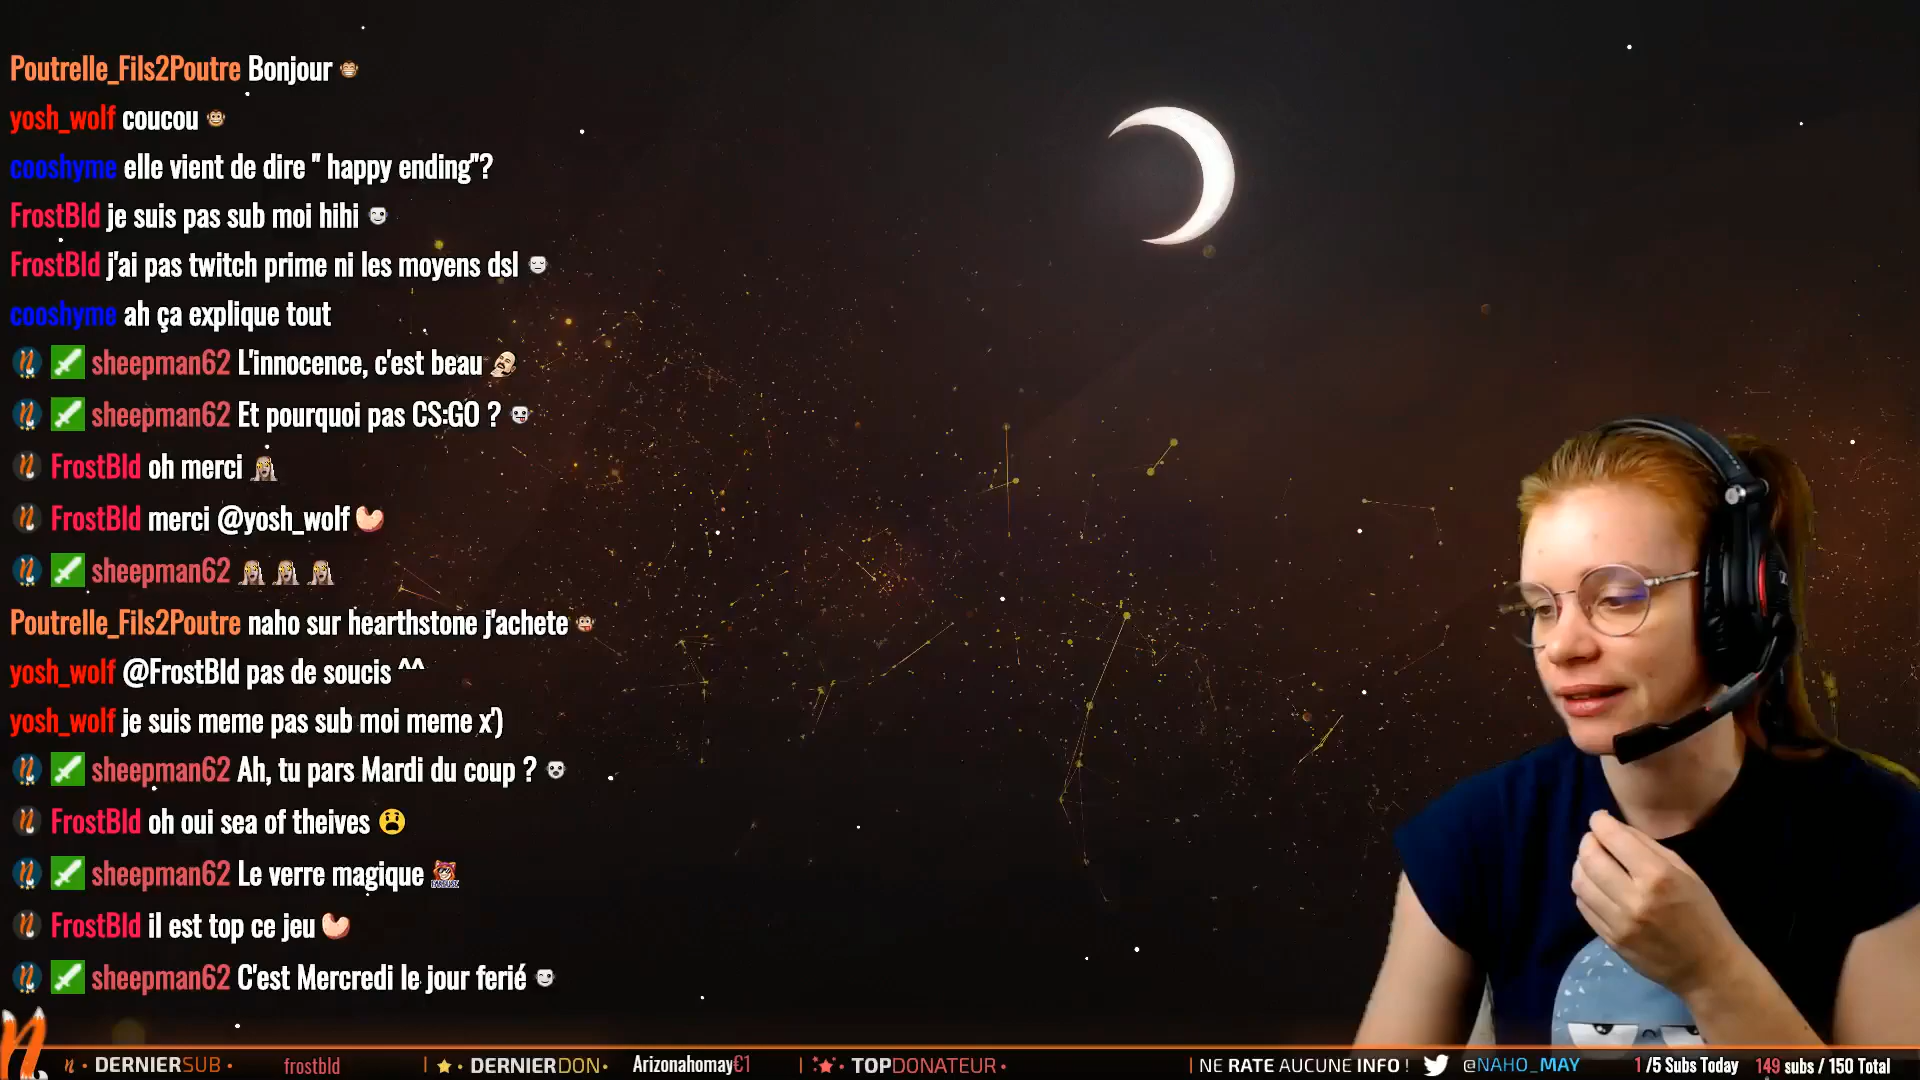 Poutrelle_Fils2Poutre Bonjour
yosh_wolf coucou
cooshyme elle vient de dire " happy ending"?
FrostBld je suis pas sub moi hihi
FrostBld j'ai pas twitch prime ni les moyens dsl
cooshyme ah ça explique tout
sheepman62 L'innocence, c'est beau
sheepman62 Et pourquoi pas CS:GO ?
FrostBld oh merci
FrostBld merci @yosh_wolf
sheepman62
Poutrelle_Fils2Poutre naho sur hearthstone j'achete
yosh_wolf @FrostBld pas de soucis ^^
yosh_wolf je suis meme pas sub moi meme x')
sheepman62 Ah, tu pars Mardi du coup ?
FrostBld oh oui sea of theives
sheepman62 Le verre magique
FrostBld il est top ce jeu
sheepman62 C'est Mercredi le jour ferié
n · DERNIERSUB · frostbld | ★ · DERNIERDON · Arizonahomay€1 | · TOPDONATEUR · | NE RATE AUCUNE INFO ! @NAHO_MAY 1 /5 Subs Today 149 subs / 150 Total